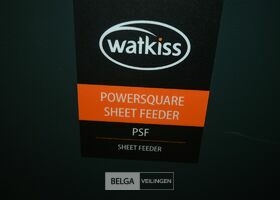 watkiss
POWERSQUARE
SHEET FEEDER
PSF
SHEET FEEDER
BELGA VEILINGEN